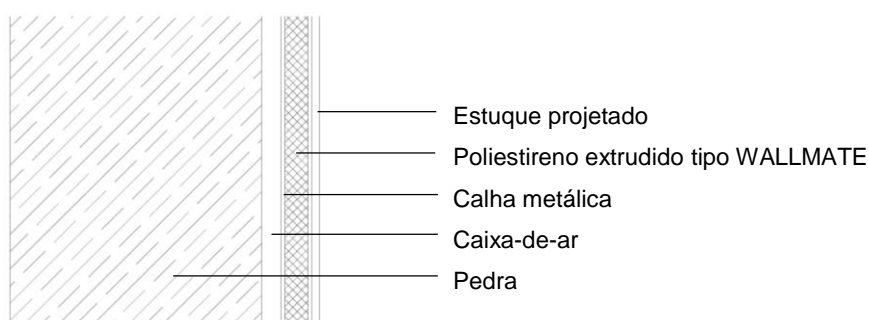 Estuque projetado
Poliestireno extrudido tipo WALLMATE
Calha metálica
Caixa-de-ar
Pedra